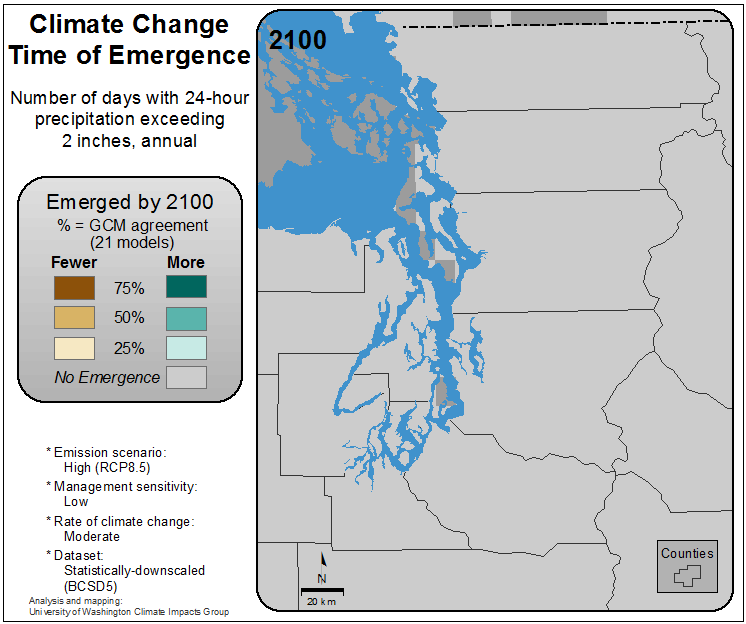 Climate Change
Time of Emergence
Number of days with 24-hour
precipitation exceeding
2 inches, annual
Emerged by 2100
% = GCM agreement
(21 models)
Fewer More
75%
50%
25%
No Emergence
* Emission scenario:
High (RCP8.5)
* Management sensitivity:
Low
* Rate of climate change:
Moderate
* Dataset:
Statistically-downscaled
(BCSD5)
Analysis and mapping:
University of Washington Climate Impacts Group
2100
N
20 km
Counties